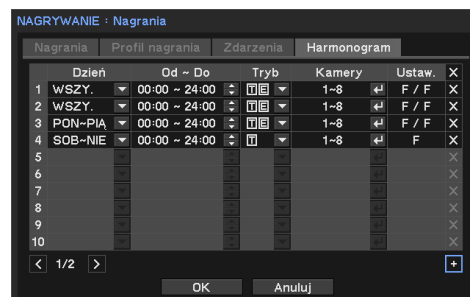 NAGRYWANIE : Nagrania
Nagrania Profil nagrania Zdarzenia Harmonogram
Dzień Od ~ Do Tryb Kamery Ustaw. X
1 WSZY. 00:00 ~ 24:00 T E 1~8 F / F X
2 WSZY. 00:00 ~ 24:00 T E 1~8 F / F X
3 PON~PIĄ 00:00 ~ 24:00 T E 1~8 F / F X
4 SOB~NIE 00:00 ~ 24:00 T 1~8 F X
5 X
6 X
7 X
8 X
9 X
10 X
< 1/2 > +
OK Anuluj